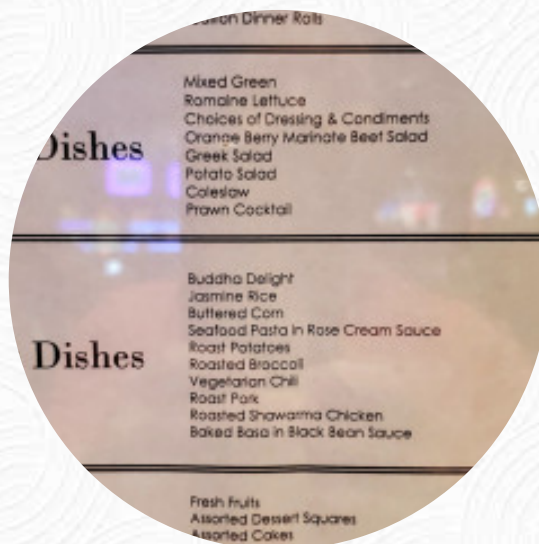 Dinner Rolls
Dishes
Mixed Green
Romaine Lettuce
Choices of Dressing & Condiments
Orange Berry Marinate Beef Salad
Greek Salad
Potato Salad
Coleslaw
Prawn Cocktail
Dishes
Buddha Delight
Jasmine Rice
Buttered Corn
Seafood Pasta in Rose Cream Sauce
Roast Potatoes
Roasted Broccoli
Vegetarian Chili
Roast Pork
Roasted Shawarma Chicken
Baked Basa in Black Bean Sauce
Fresh Fruits
Assorted Dessert Squares
Assorted Cakes